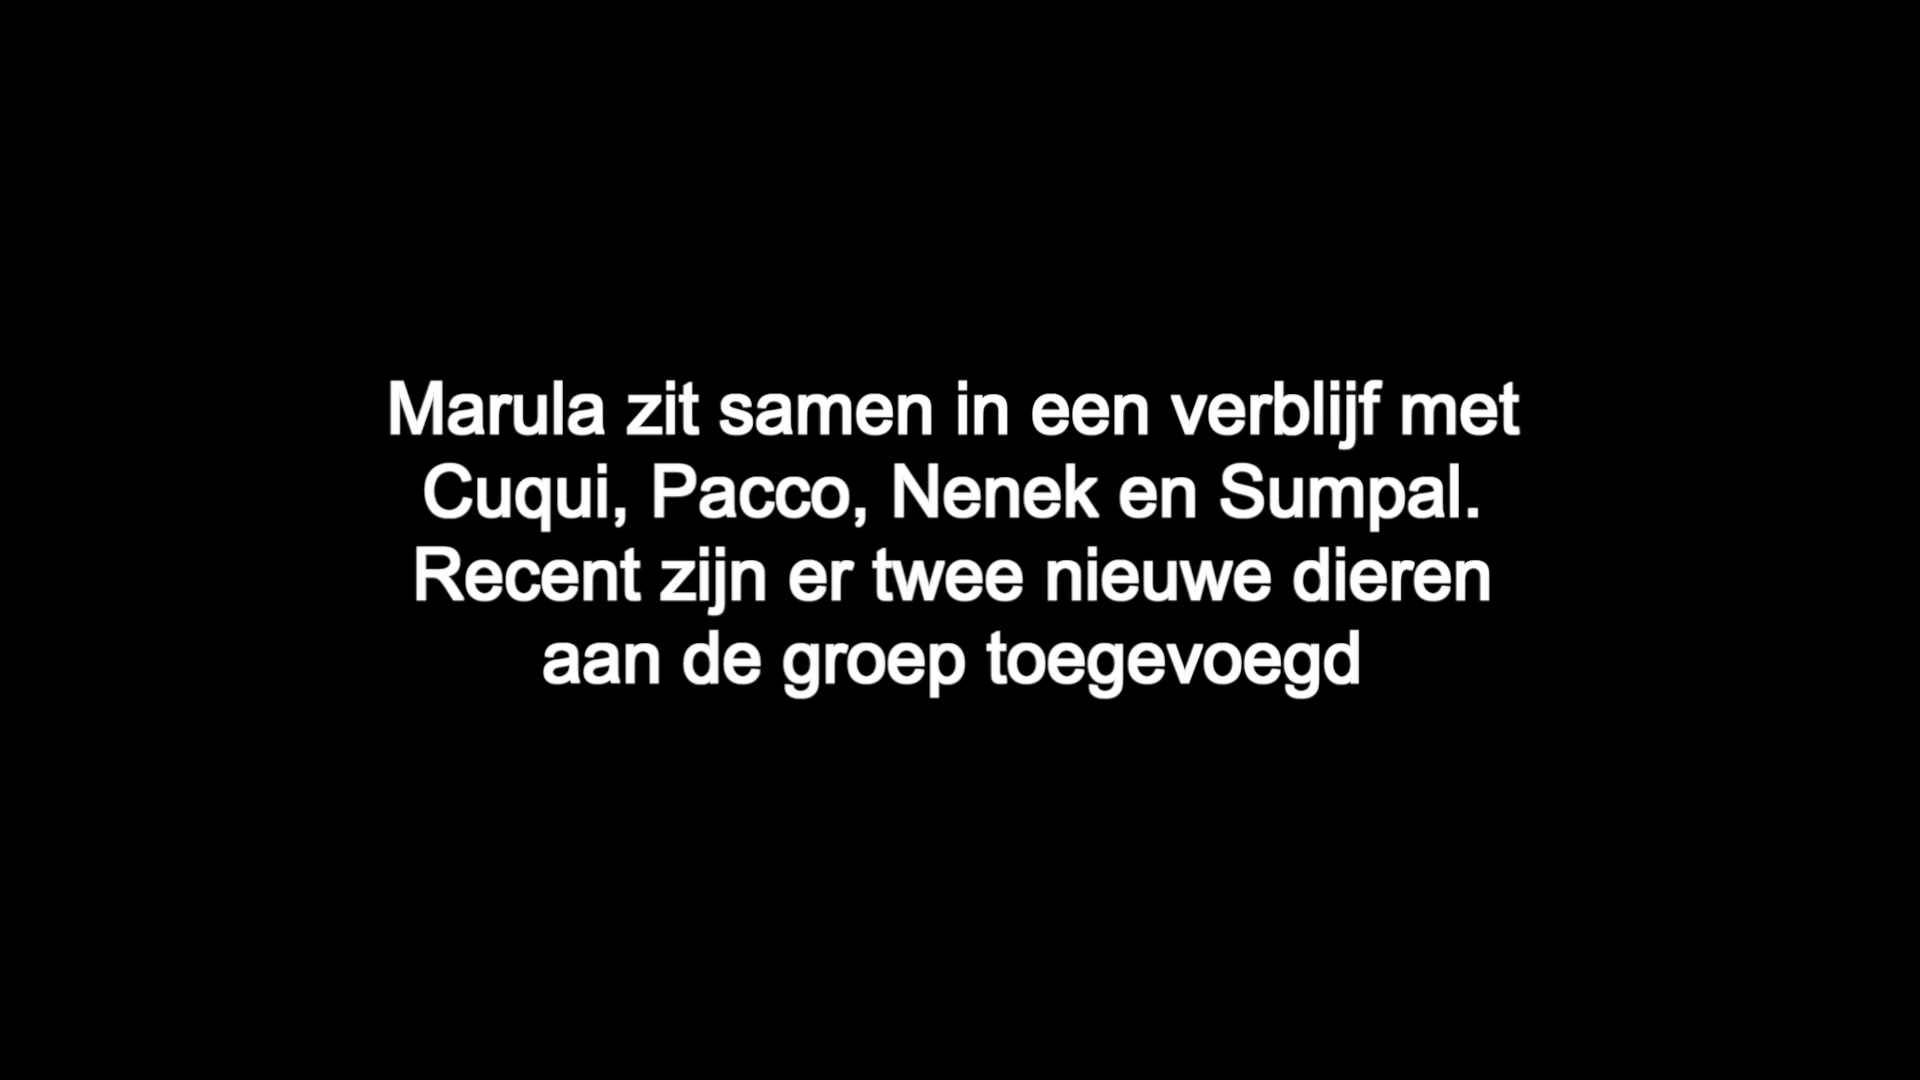 Marula zit samen in een verblijf met
Cuqui, Pacco, Nenek en Sumpal.
Recent zijn er twee nieuwe dieren
aan de groep toegevoegd